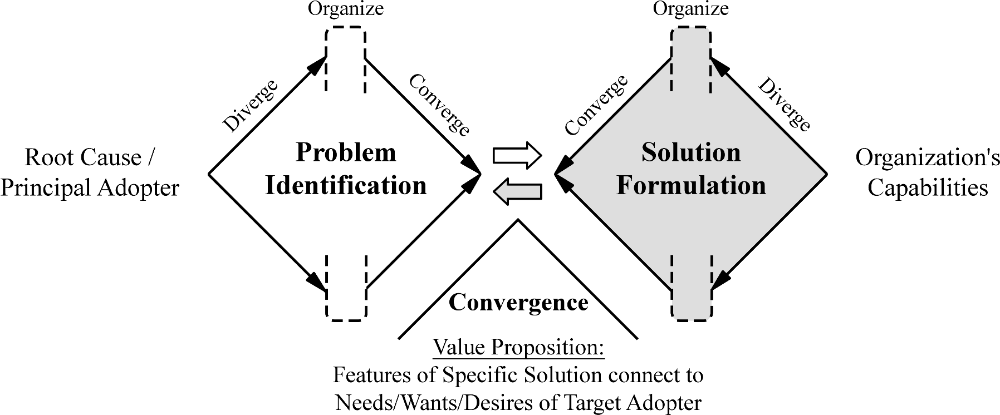 Organize
Organize
Diverge
Converge
Converge
Diverge
Root Cause /
Principal Adopter
Problem
Identification
Solution
Formulation
Organization's
Capabilities
Convergence
Value Proposition:
Features of Specific Solution connect to
Needs/Wants/Desires of Target Adopter